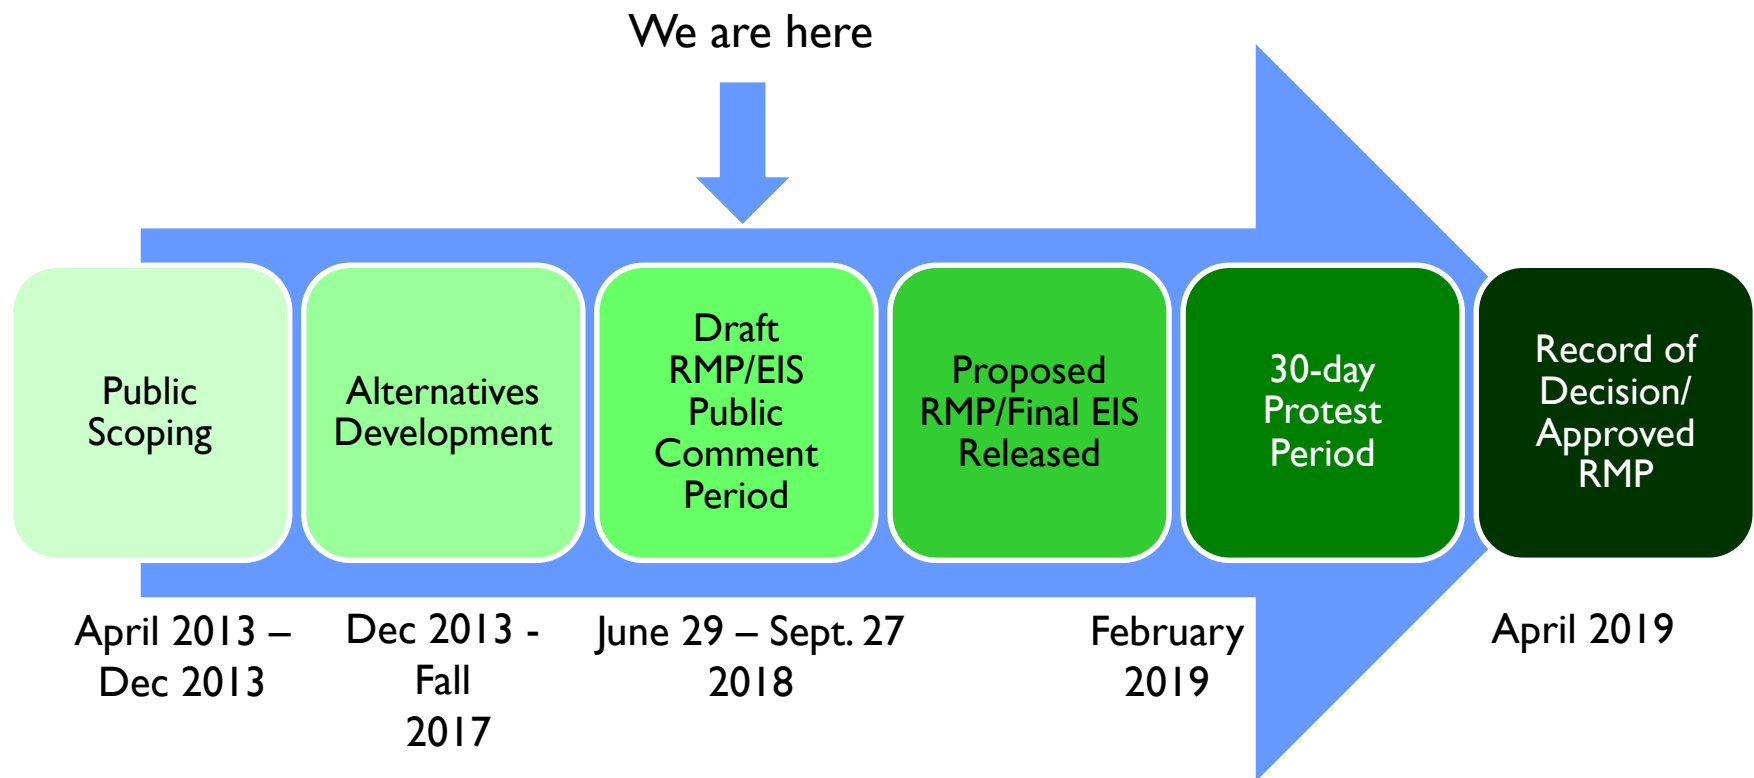 We are here
Public
Scoping
Alternatives
Development
Draft
RMP/EIS
Public
Comment
Period
Proposed
RMP/Final EIS
Released
30-day
Protest
Period
Record of
Decision/
Approved
RMP
April 2013 –
Dec 2013
Dec 2013 -
Fall
2017
June 29 – Sept. 27
2018
February
2019
April 2019